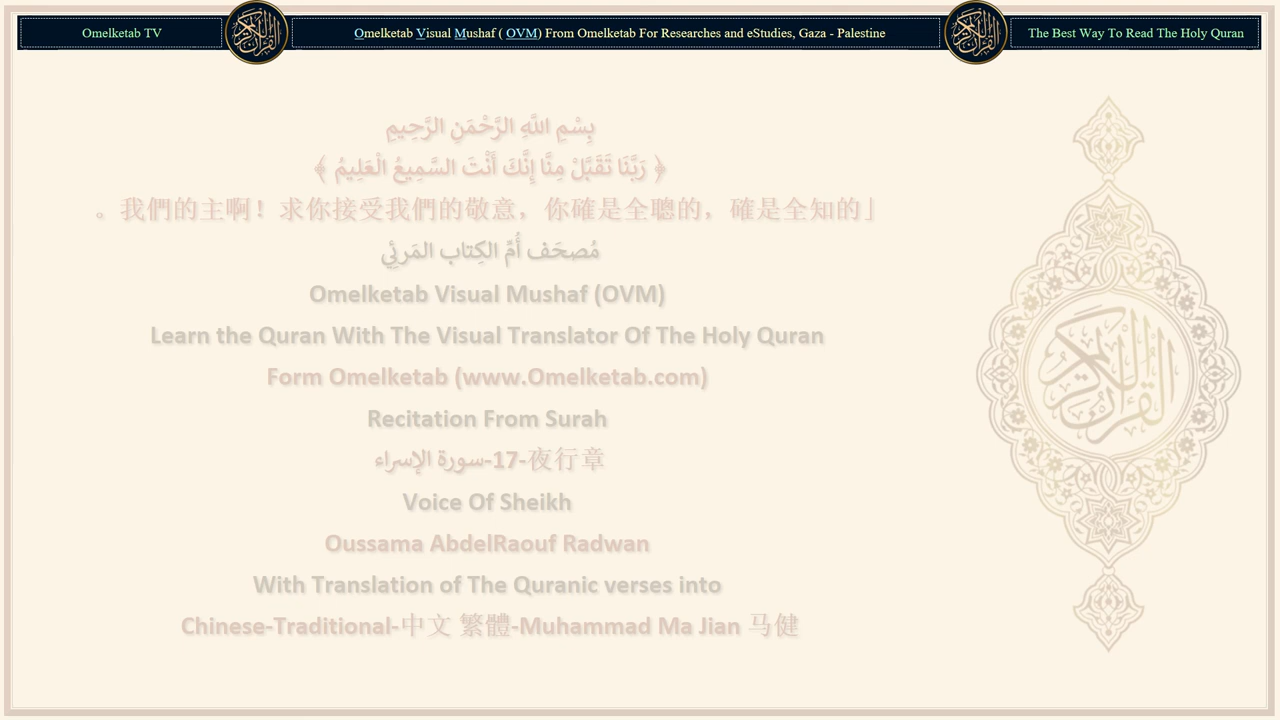 Omelketab TV
Omelketab Visual Mushaf ( OVM) From Omelketab For Researches and eStudies, Gaza - Palestine
The Best Way To Read The Holy Quran
بِسْمِ اللَّهِ الرَّحْمَنِ الرَّحِيمِ
﴿ رَبَّنَا تَقَبَّلْ مِنَّا إِنَّكَ أَنْتَ السَّمِيعُ الْعَلِيمُ ﴾
。我們的主啊！求你接受我們的敬意，你確是全聰的，確是全知的」
مُصحَف أُمِّ الكِتاب المَرئِي
Omelketab Visual Mushaf (OVM)
Learn the Quran With The Visual Translator Of The Holy Quran
Form Omelketab (www.Omelketab.com)
Recitation From Surah
سورة الإسراء-17-夜行章
Voice Of Sheikh
Oussama AbdelRaouf Radwan
With Translation of The Quranic verses into
Chinese-Traditional-中文 繁體-Muhammad Ma Jian 马健
القرآن الكريم